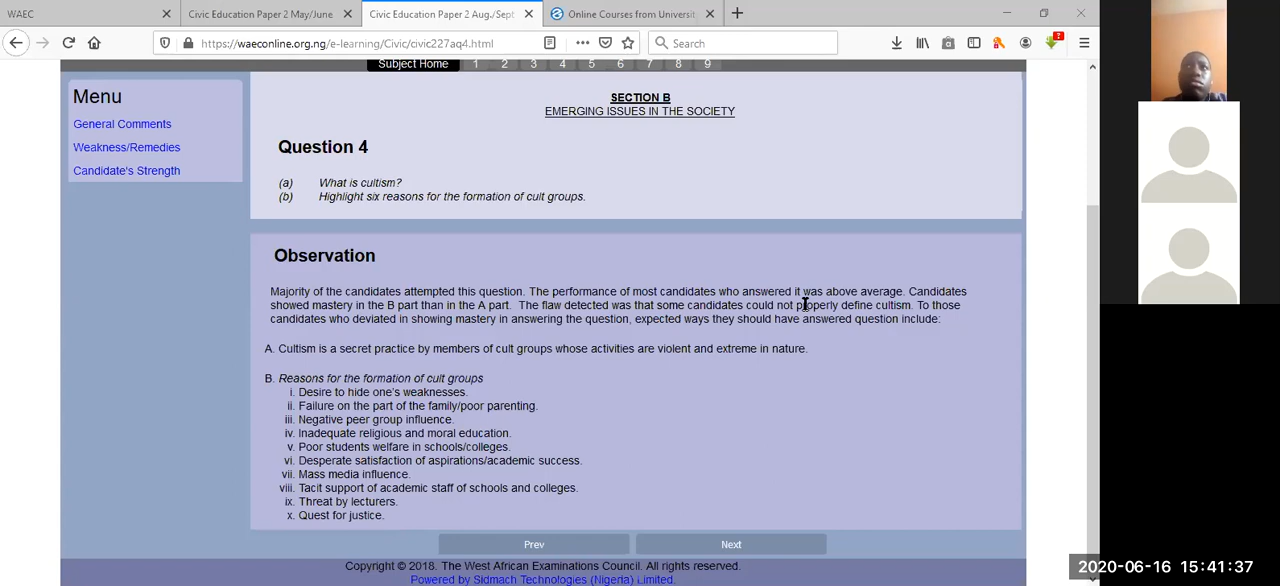 WAEC
Civic Education Paper 2 May/June
Civic Education Paper 2 Aug./Sept
Online Courses from Universit
https://waeconline.org.ng/e-learning/Civic/civic227aq4.html
Search
?
Subject Home 1 2 3 4 5 6 7 8 9
Menu
General Comments
Weakness/Remedies
Candidate's Strength
SECTION B
EMERGING ISSUES IN THE SOCIETY
Question 4
(a) What is cultism?
(b) Highlight six reasons for the formation of cult groups.
Observation
Majority of the candidates attempted this question. The performance of most candidates who answered it was above average. Candidates
showed mastery in the B part than in the A part. The flaw detected was that some candidates could not properly define cultism. To those
candidates who deviated in showing mastery in answering the question, expected ways they should have answered question include:
A. Cultism is a secret practice by members of cult groups whose activities are violent and extreme in nature.
B. Reasons for the formation of cult groups
i. Desire to hide one's weaknesses.
ii. Failure on the part of the family/poor parenting.
iii. Negative peer group influence.
iv. Inadequate religious and moral education.
v. Poor students welfare in schools/colleges.
vi. Desperate satisfaction of aspirations/academic success.
vii. Mass media influence.
viii. Tacit support of academic staff of schools and colleges.
ix. Threat by lecturers.
x. Quest for justice.
Prev
Next
Copyright © 2018. The West African Examinations Council. All rights reserved.
Powered by Sidmach Technologies (Nigeria) Limited.
2020-06-16 15:41:37